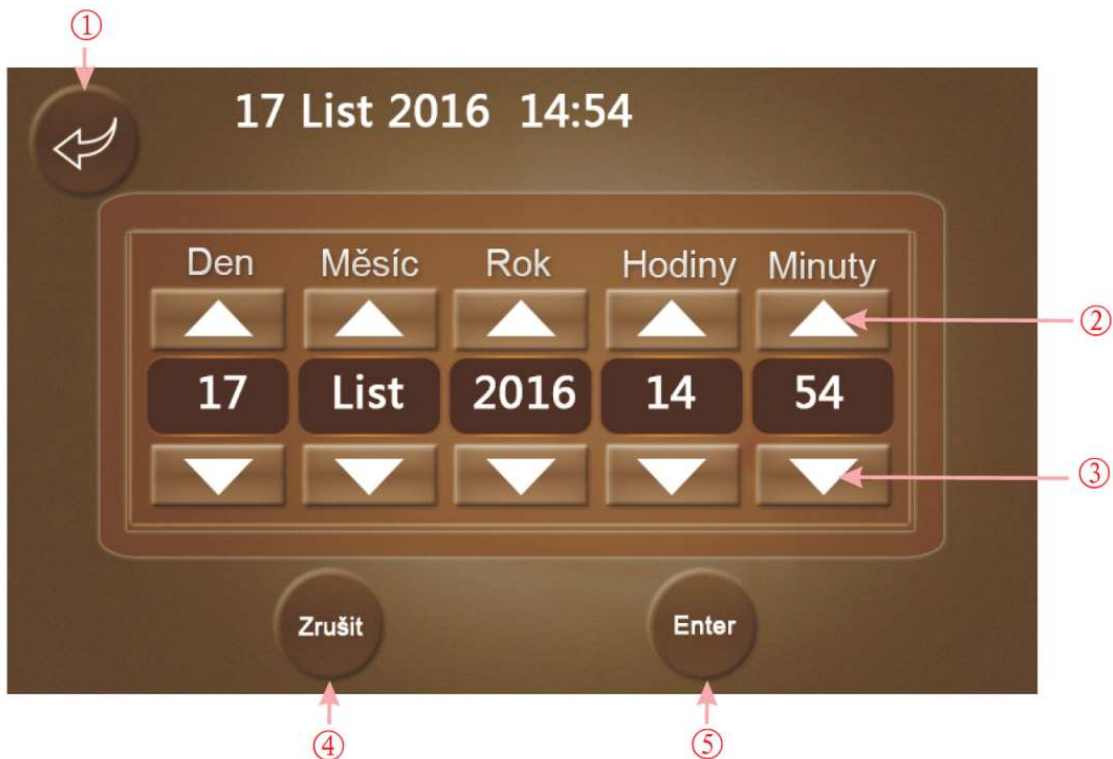 ①
17 List 2016 14:54
Den Měsíc Rok Hodiny Minuty
②
17 List 2016 14 54
③
Zrušit Enter
④ ⑤